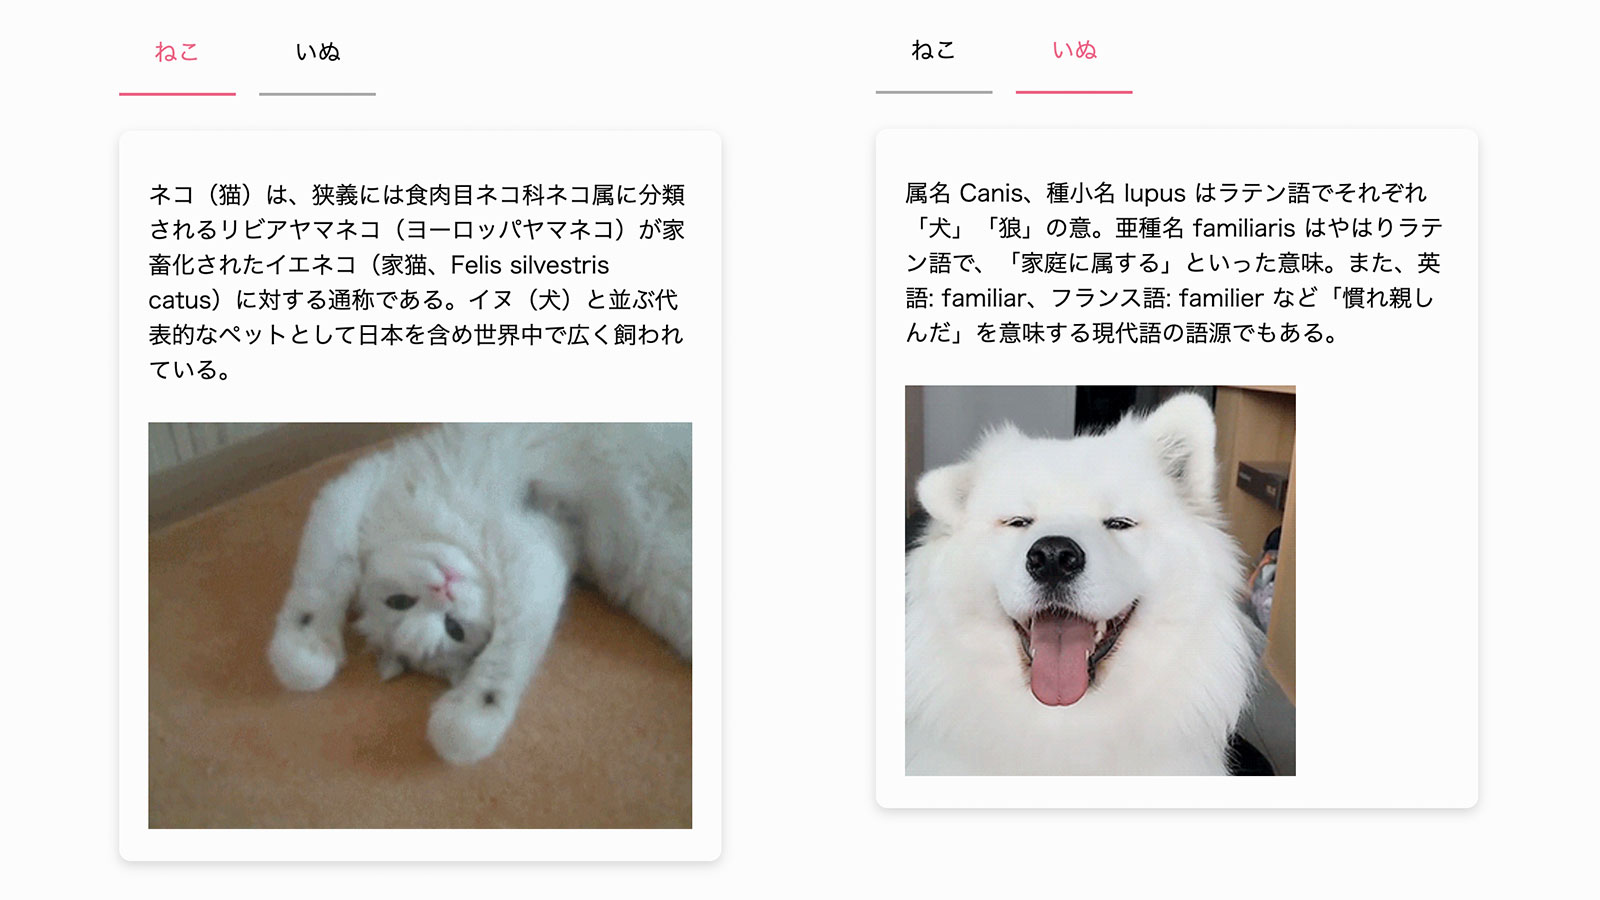 ねこ
いぬ
ネコ（猫）は、狭義には食肉目ネコ科ネコ属に分類
されるリビアヤマネコ（ヨーロッパヤマネコ）が家
畜化されたイエネコ（家猫、Felis silvestris
catus）に対する通称である。イヌ（犬）と並ぶ代
表的なペットとして日本を含め世界中で広く飼われ
ている。
ねこ
いぬ
属名 Canis、種小名 lupus はラテン語でそれぞれ
「犬」「狼」の意。亜種名 familiaris はやはりラテ
ン語で、「家庭に属する」といった意味。また、英
語: familiar、フランス語: familier など「慣れ親し
んだ」を意味する現代語の語源でもある。